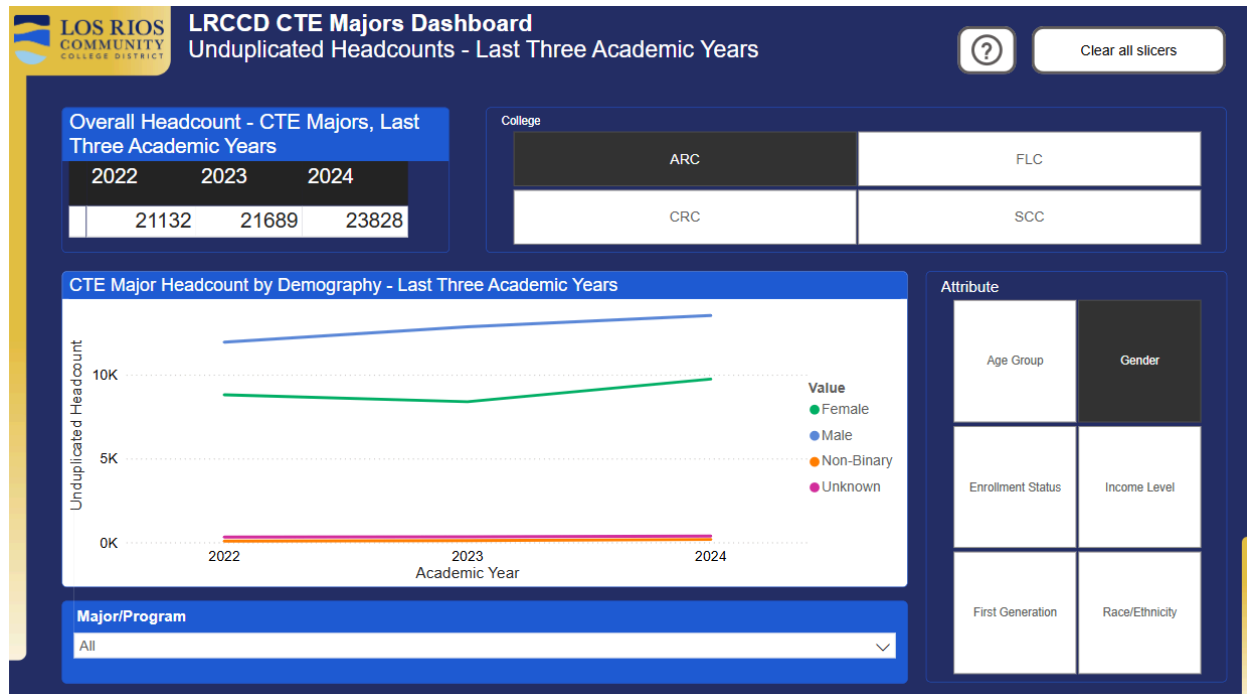 LOS RIOS
COMMUNITY
COLLEGE DISTRICT
LRCCD CTE Majors Dashboard
Unduplicated Headcounts - Last Three Academic Years
?
Clear all slicers
Overall Headcount - CTE Majors, Last
Three Academic Years
2022 2023 2024
21132 21689 23828
College
ARC
FLC
CRC
SCC
CTE Major Headcount by Demography - Last Three Academic Years
Unduplicated Headcount
10K
5K
0K
2022 2023 2024
Academic Year
Value
Female
Male
Non-Binary
Unknown
Attribute
Age Group
Gender
Enrollment Status
Income Level
First Generation
Race/Ethnicity
Major/Program
All